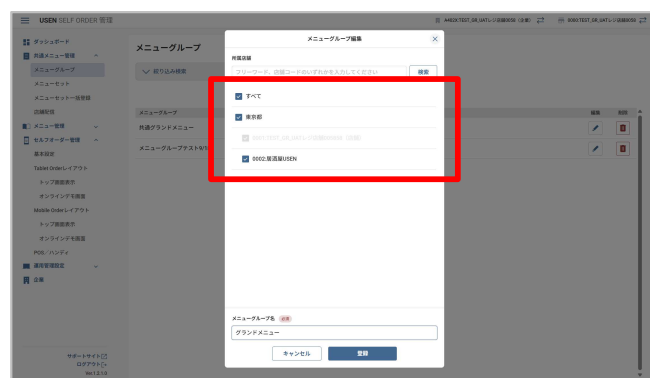 USEN SELF ORDER 管理
ダッシュボード
共通メニュー管理
メニューグループ
メニューセット
メニューセット一括登録
店舗配信
メニュー管理
セルフオーダー管理
基本設定
Tablet Orderレイアウト
トップ画面表示
オンラインデモ画面
Mobile Orderレイアウト
トップ画面表示
オンラインデモ画面
POS/ハンディ
運用管理設定
企業
サポートサイト
ログアウト
メニューグループ
絞り込み検索
メニューグループ
編集
削除
共通グランドメニュー
メニューグループテスト9/5
メニューグループ編集
所属店舗
フリーワード、店舗コードのいずれかを入力してください
検索
すべて
東京都
0002:居酒屋USEN
メニューグループ名 必須
グランドメニュー
キャンセル
登録